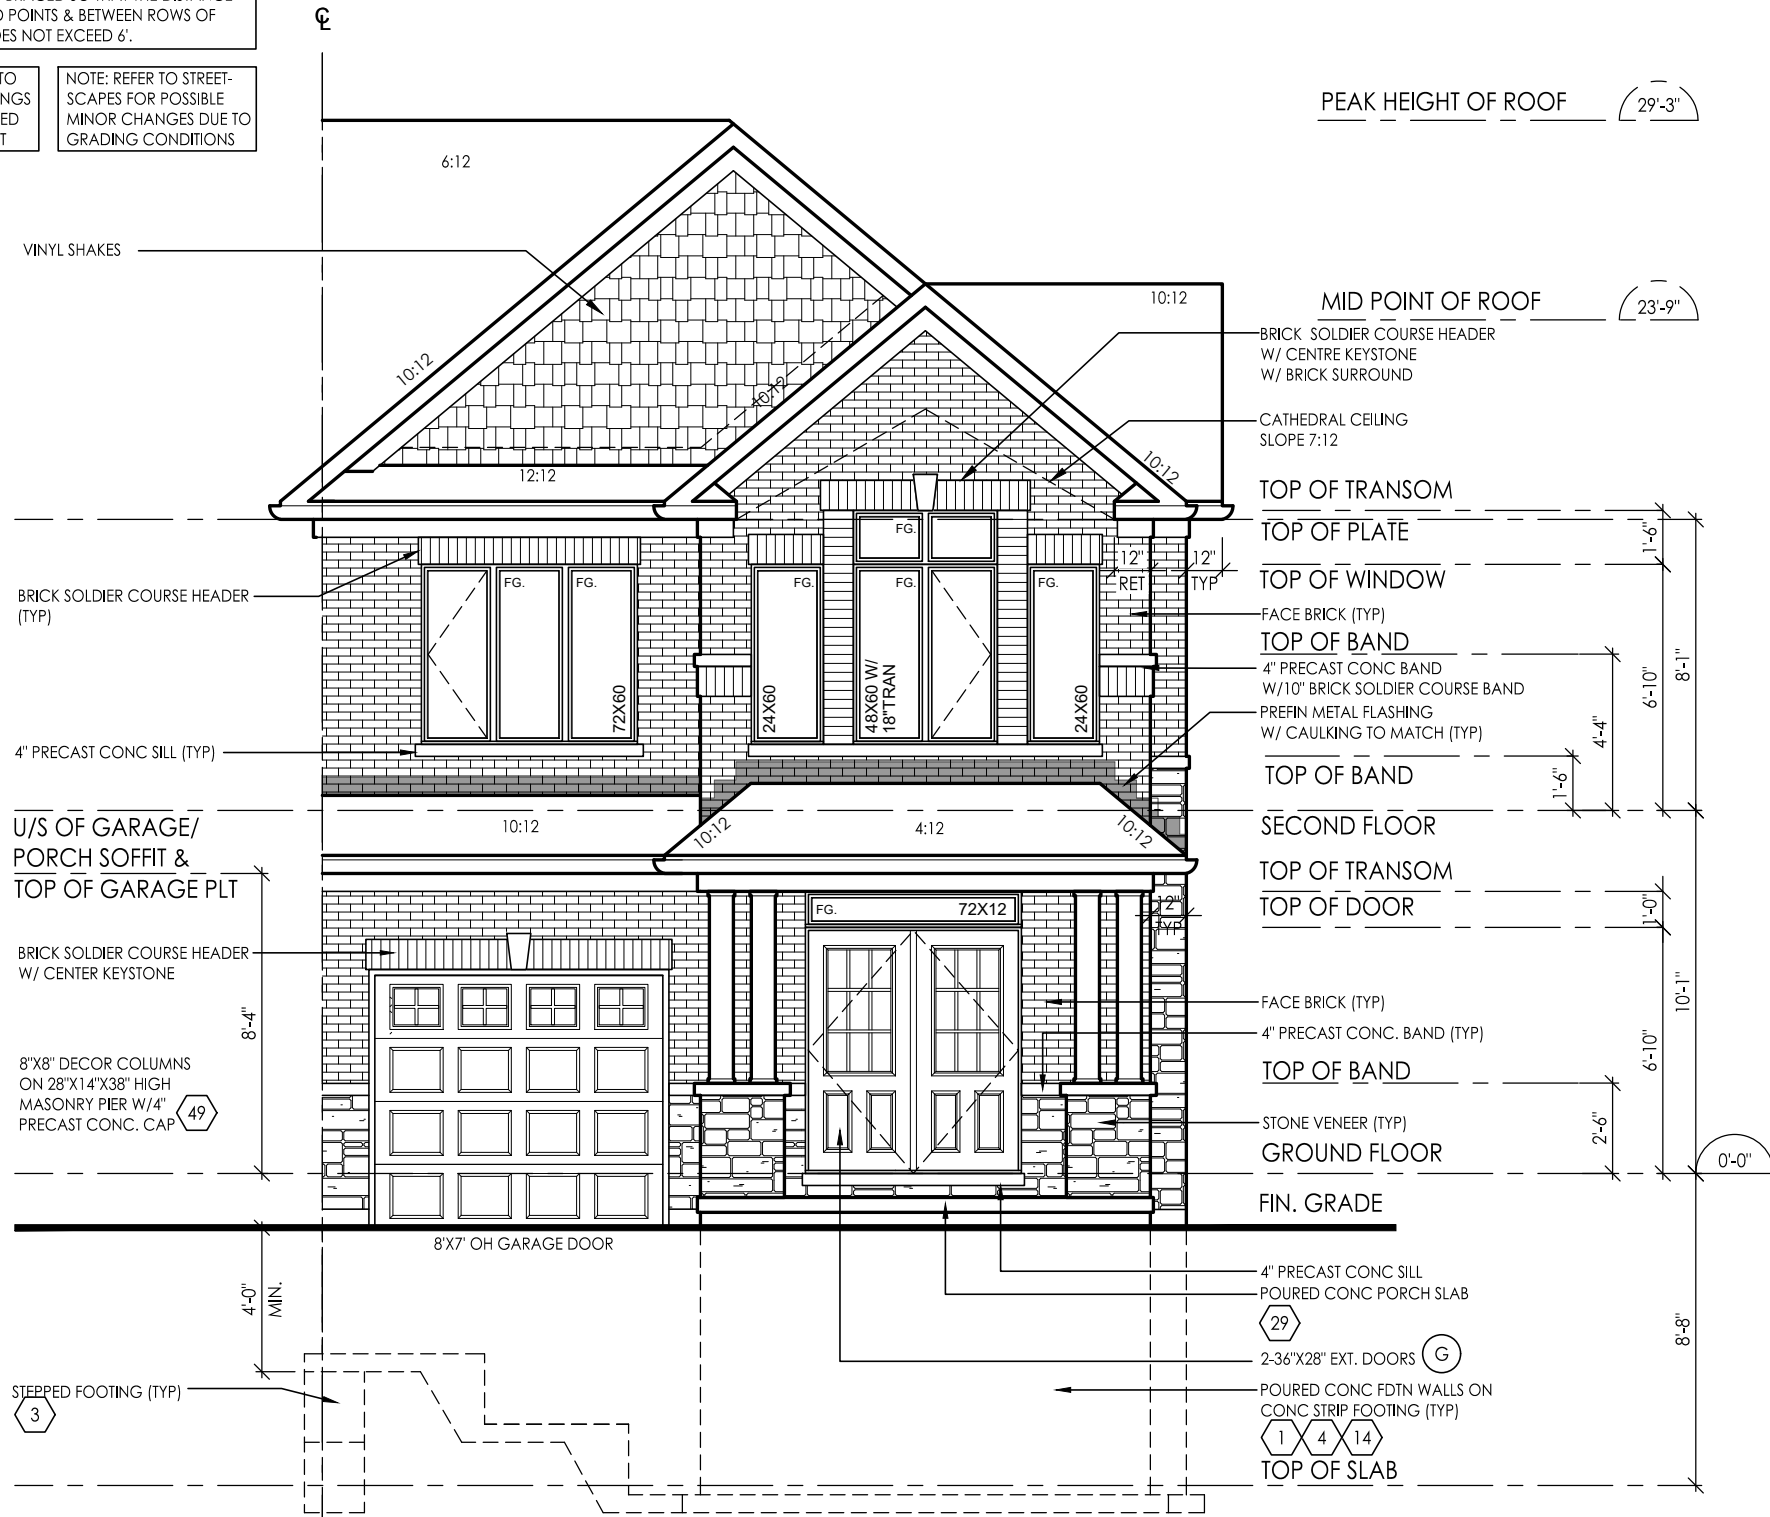 D POINTS & BETWEEN ROWS OF
OES NOT EXCEED 6'.
TO
NGS
ED
T
NOTE: REFER TO STREET-
SCAPES FOR POSSIBLE
MINOR CHANGES DUE TO
GRADING CONDITIONS
PEAK HEIGHT OF ROOF
29'-3"
6:12
VINYL SHAKES
10:12
MID POINT OF ROOF
23'-9"
BRICK SOLDIER COURSE HEADER
W/ CENTRE KEYSTONE
W/ BRICK SURROUND
10:12
10:12
CATHEDRAL CEILING
SLOPE 7:12
10:12
12:12
TOP OF TRANSOM
TOP OF PLATE
1'-6"
FG.
12"
RET
12"
TYP
TOP OF WINDOW
BRICK SOLDIER COURSE HEADER
(TYP)
FG.
FG.
72X60
FG.
24X60
FG.
48X60 W/
18"TRAN
FG.
24X60
FACE BRICK (TYP)
TOP OF BAND
4" PRECAST CONC BAND
W/10" BRICK SOLDIER COURSE BAND
PREFIN METAL FLASHING
W/ CAULKING TO MATCH (TYP)
8'-1"
6'-10"
4'-4"
1'-6"
4" PRECAST CONC SILL (TYP)
TOP OF BAND
U/S OF GARAGE/
PORCH SOFFIT &
TOP OF GARAGE PLT
10:12
10:12
4:12
10:12
SECOND FLOOR
TOP OF TRANSOM
TOP OF DOOR
1'-0"
FG.
72X12
12"
TYP
BRICK SOLDIER COURSE HEADER
W/ CENTER KEYSTONE
8'-4"
FACE BRICK (TYP)
4" PRECAST CONC. BAND (TYP)
10'-1"
6'-10"
8"X8" DECOR COLUMNS
ON 28"X14"X38" HIGH
MASONRY PIER W/4"
PRECAST CONC. CAP
49
TOP OF BAND
STONE VENEER (TYP)
2'-6"
GROUND FLOOR
0'-0"
FIN. GRADE
8'X7' OH GARAGE DOOR
4'-0"
MIN.
4" PRECAST CONC SILL
POURED CONC PORCH SLAB
29
2-36"X28" EXT. DOORS
G
8'-8"
STEPPED FOOTING (TYP)
3
POURED CONC FDTN WALLS ON
CONC STRIP FOOTING (TYP)
1 4 14
TOP OF SLAB